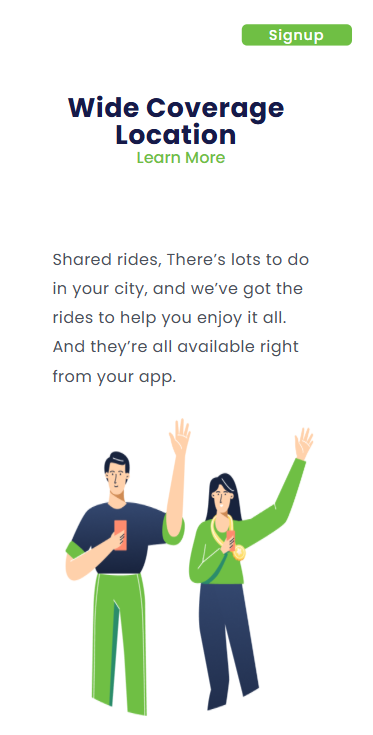 Signup
Wide Coverage
Location
Learn More
Shared rides, There’s lots to do
in your city, and we’ve got the
rides to help you enjoy it all.
And they’re all available right
from your app.